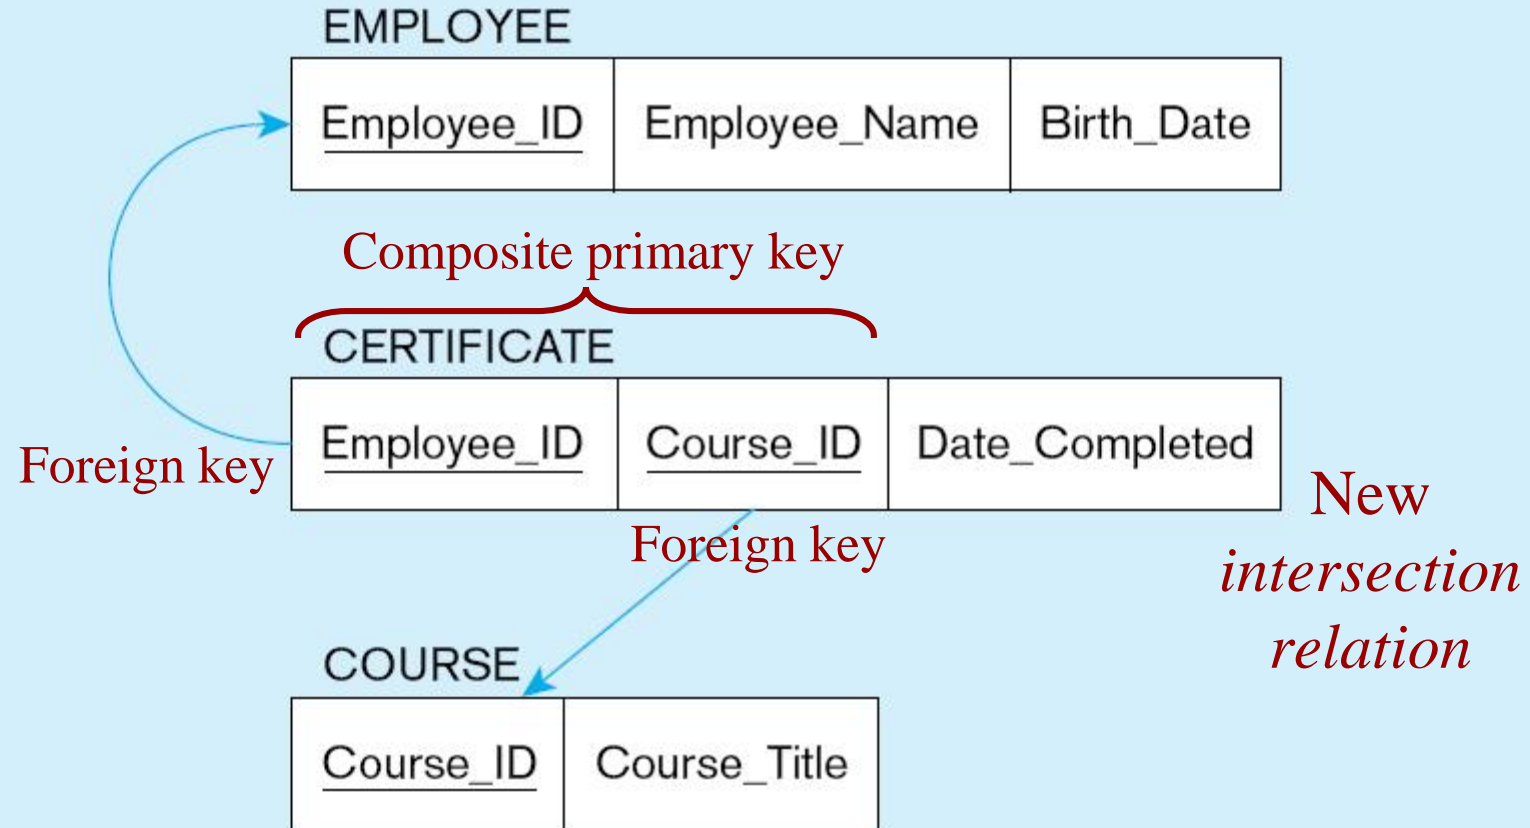 EMPLOYEE
Employee_ID Employee_Name Birth_Date
Composite primary key
CERTIFICATE
Employee_ID Course_ID Date_Completed
Foreign key
Foreign key
New
intersection
relation
COURSE
Course_ID Course_Title